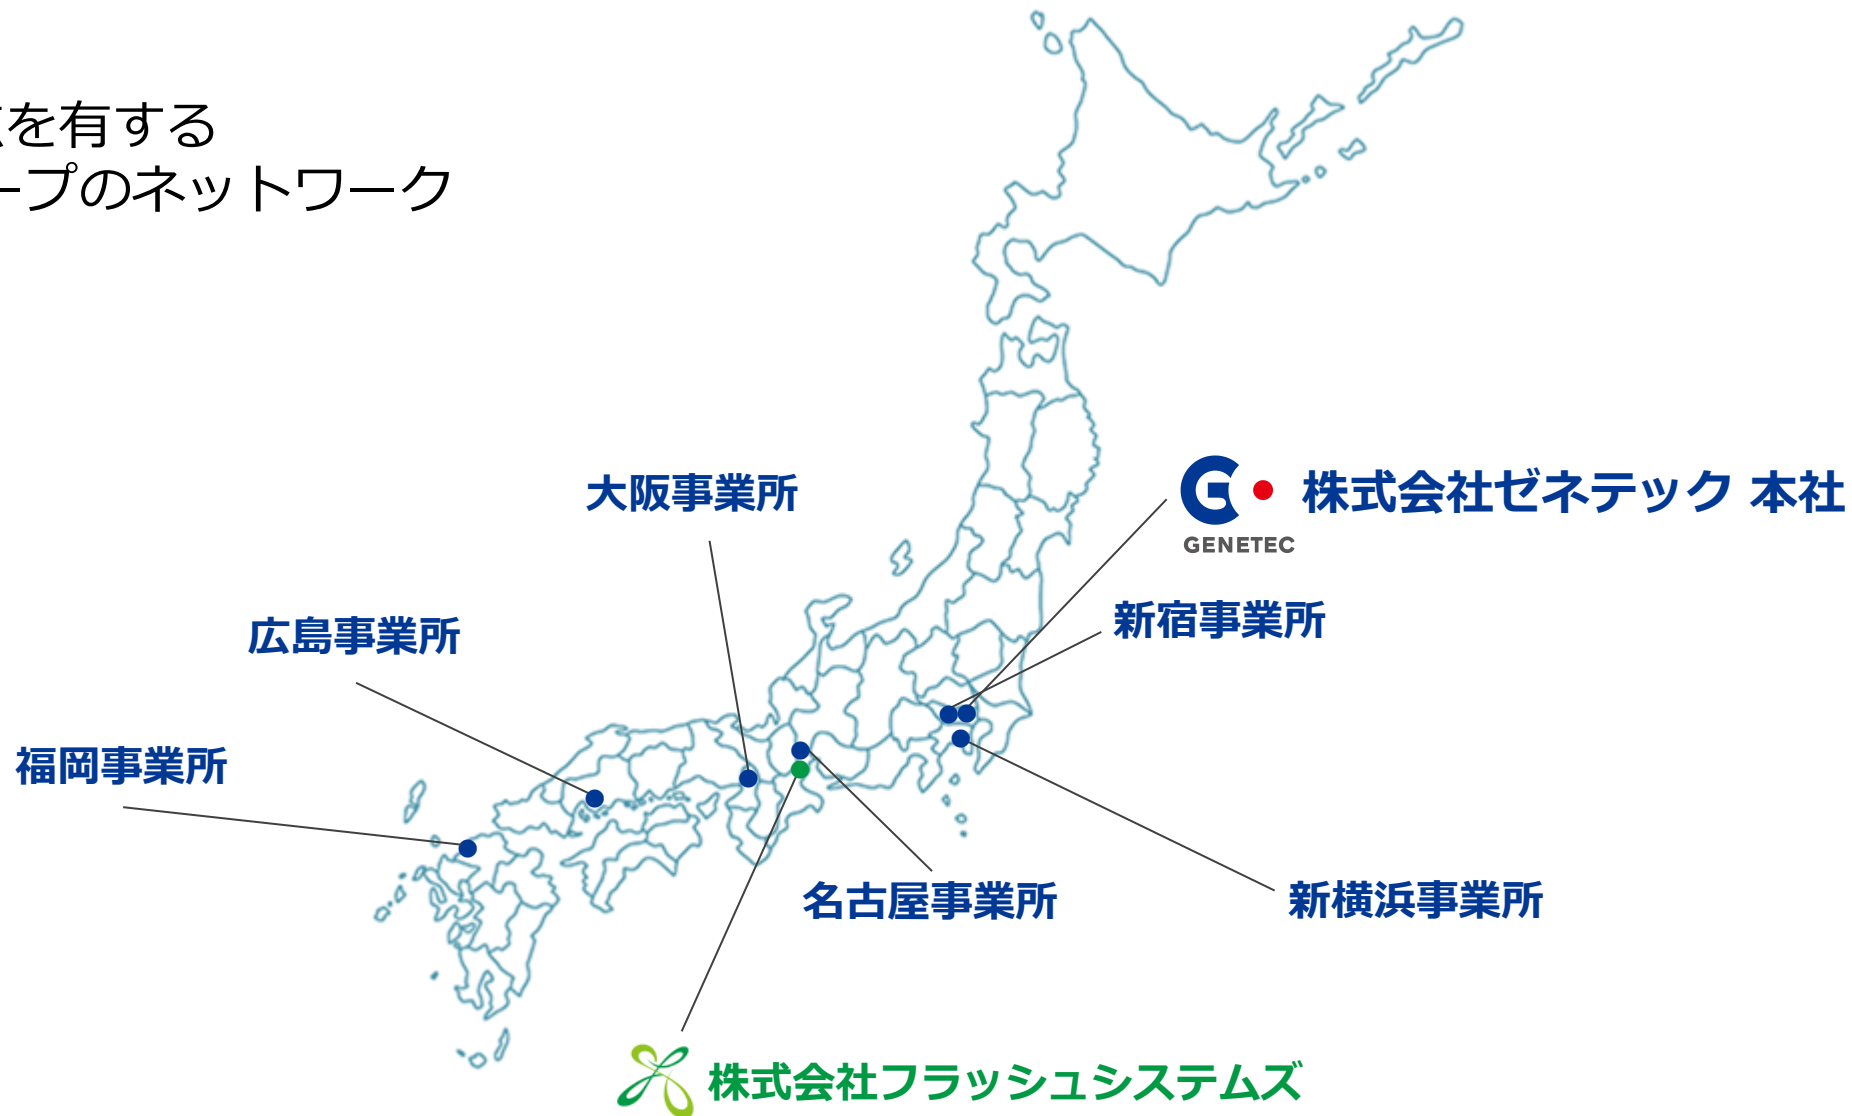 を有する
ープのネットワーク
大阪事業所
株式会社ゼネテック 本社
GENETEC
新宿事業所
広島事業所
福岡事業所
名古屋事業所
新横浜事業所
株式会社フラッシュシステムズ